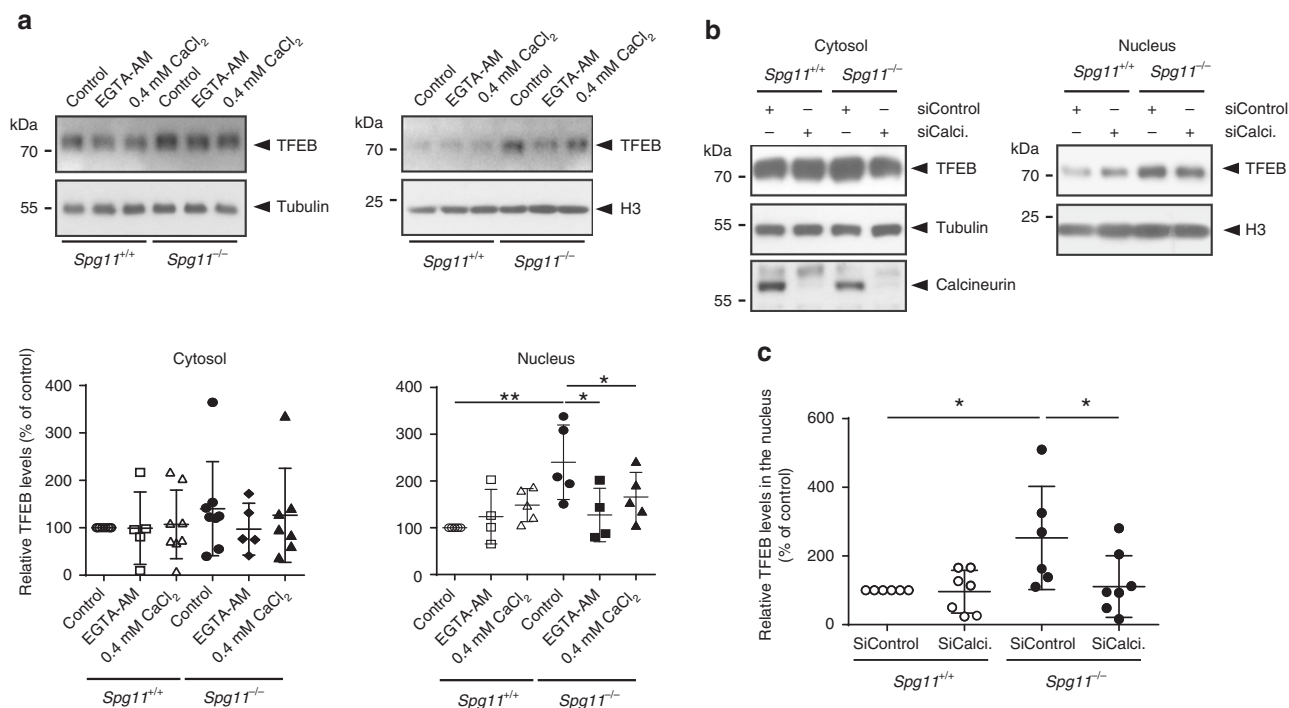 a
Control
EGTA-AM
0.4 mM CaCl2
Control
EGTA-AM
0.4 mM CaCl2
kDa
70
TFEB
55
Tubulin
Spg11+/+
Spg11–/–
Control
EGTA-AM
0.4 mM CaCl2
Control
EGTA-AM
0.4 mM CaCl2
kDa
70
TFEB
25
H3
Spg11+/+
Spg11–/–
Cytosol
Relative TFEB levels (% of control)
400
300
200
100
0
Control
EGTA-AM
0.4 mM CaCl2
Control
EGTA-AM
0.4 mM CaCl2
Spg11+/+
Spg11–/–
Nucleus
400
300
200
100
0
**
*
*
Control
EGTA-AM
0.4 mM CaCl2
Control
EGTA-AM
0.4 mM CaCl2
Spg11+/+
Spg11–/–
b
Cytosol
Spg11+/+ Spg11–/–
+ – + – siControl
– + – + siCalci.
kDa
70
TFEB
55
Tubulin
55
Calcineurin
Nucleus
Spg11+/+ Spg11–/–
+ – + – siControl
– + – + siCalci.
kDa
70
TFEB
25
H3
c
Relative TFEB levels in the nucleus
(% of control)
600
400
200
0
*
*
SiControl SiCalci. SiControl SiCalci.
Spg11+/+ Spg11–/–